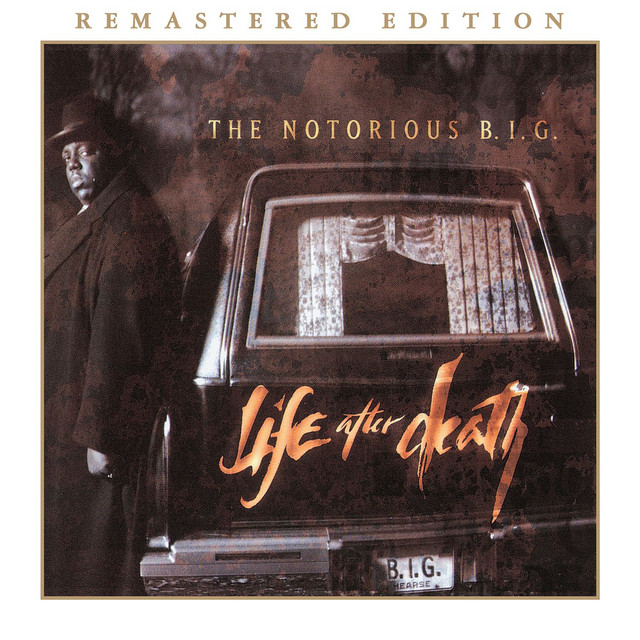 REMASTERED EDITION
THE NOTORIOUS B.I.G.
Life after death
B.I.G.
HEARSE